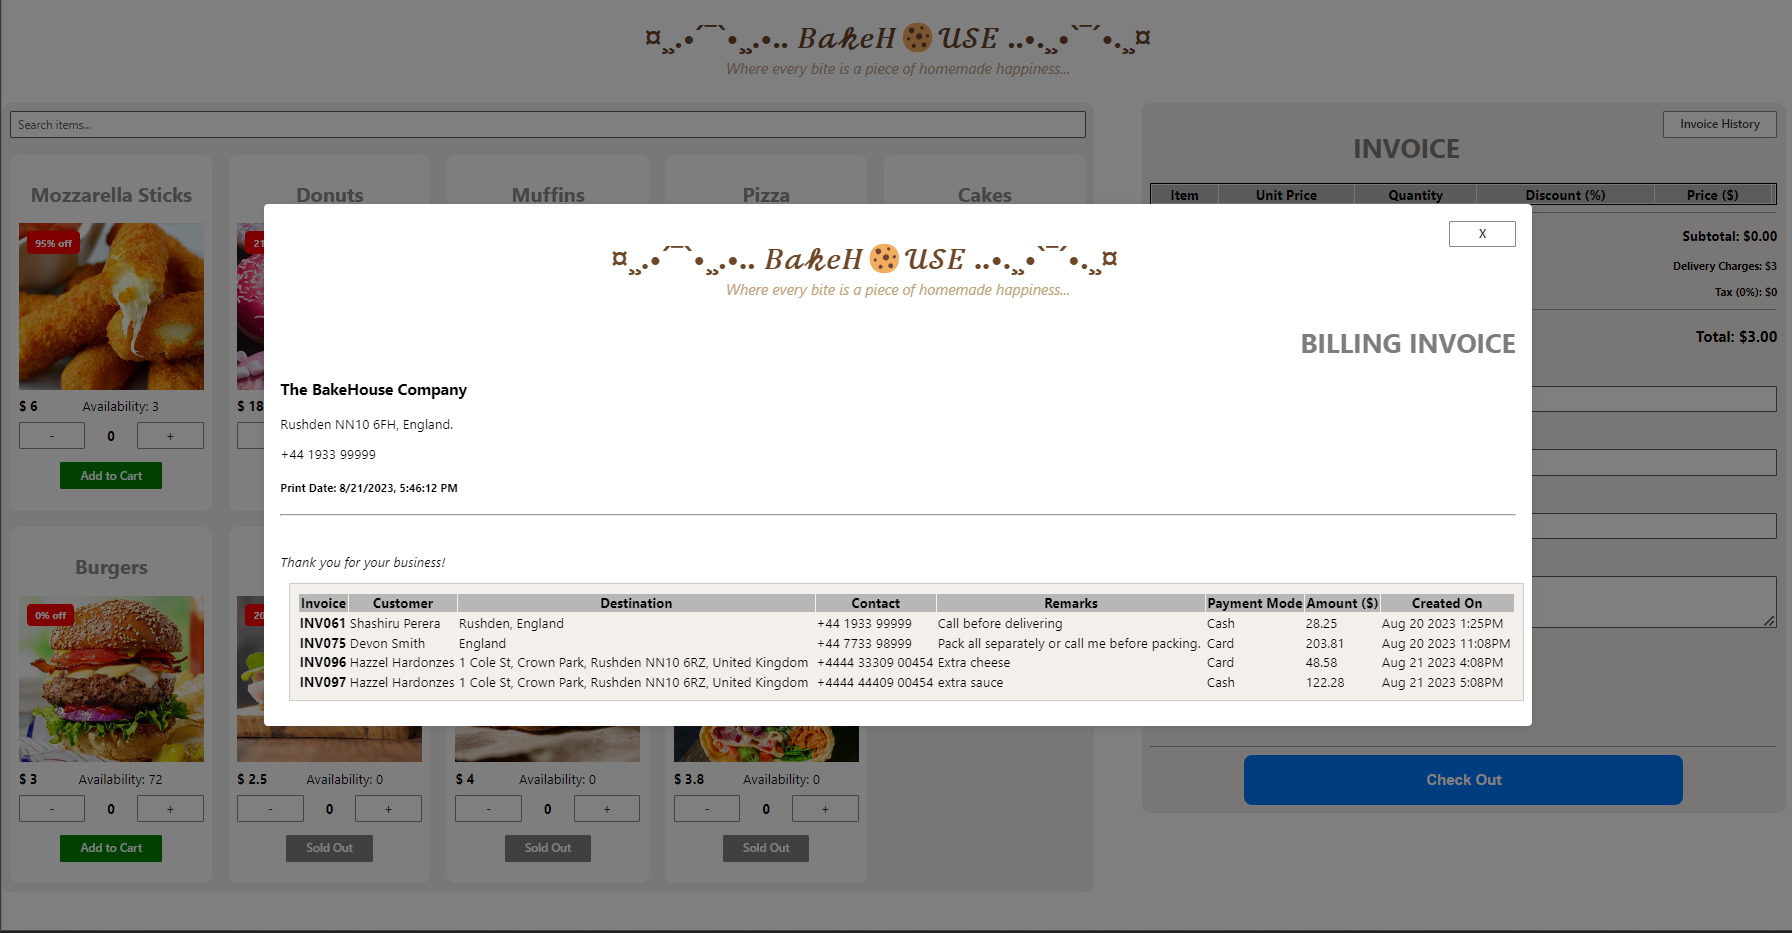 ¤¸¸.•´¯`•¸¸.•.. BakeH🍪USE ..•.¸¸•`¯´•.¸¸¤
Where every bite is a piece of homemade happiness...
Search items...
Invoice History
INVOICE
Item Unit Price Quantity Discount (%) Price ($)
Subtotal: $0.00
Delivery Charges: $3
Tax (0%): $0
Total: $3.00
Check Out
Mozzarella Sticks
95% off
$ 6 Availability: 3
- 0 +
Add to Cart
Donuts
21
$ 18
Muffins
Pizza
Cakes
Burgers
0% off
$ 3 Availability: 72
- 0 +
Add to Cart
20
$ 2.5 Availability: 0
- 0 +
Sold Out
$ 4 Availability: 0
- 0 +
Sold Out
$ 3.8 Availability: 0
- 0 +
Sold Out
X
¤¸¸.•´¯`•¸¸.•.. BakeH🍪USE ..•.¸¸•`¯´•.¸¸¤
Where every bite is a piece of homemade happiness...
BILLING INVOICE
The BakeHouse Company
Rushden NN10 6FH, England.
+44 1933 99999
Print Date: 8/21/2023, 5:46:12 PM
Thank you for your business!
Invoice Customer Destination Contact Remarks Payment Mode Amount ($) Created On
INV061 Shashiru Perera Rushden, England +44 1933 99999 Call before delivering Cash 28.25 Aug 20 2023 1:25PM
INV075 Devon Smith England +44 7733 98999 Pack all separately or call me before packing. Card 203.81 Aug 20 2023 11:08PM
INV096 Hazzel Hardonzes 1 Cole St, Crown Park, Rushden NN10 6RZ, United Kingdom +4444 33309 00454 Extra cheese Card 48.58 Aug 21 2023 4:08PM
INV097 Hazzel Hardonzes 1 Cole St, Crown Park, Rushden NN10 6RZ, United Kingdom +4444 44409 00454 extra sauce Cash 122.28 Aug 21 2023 5:08PM